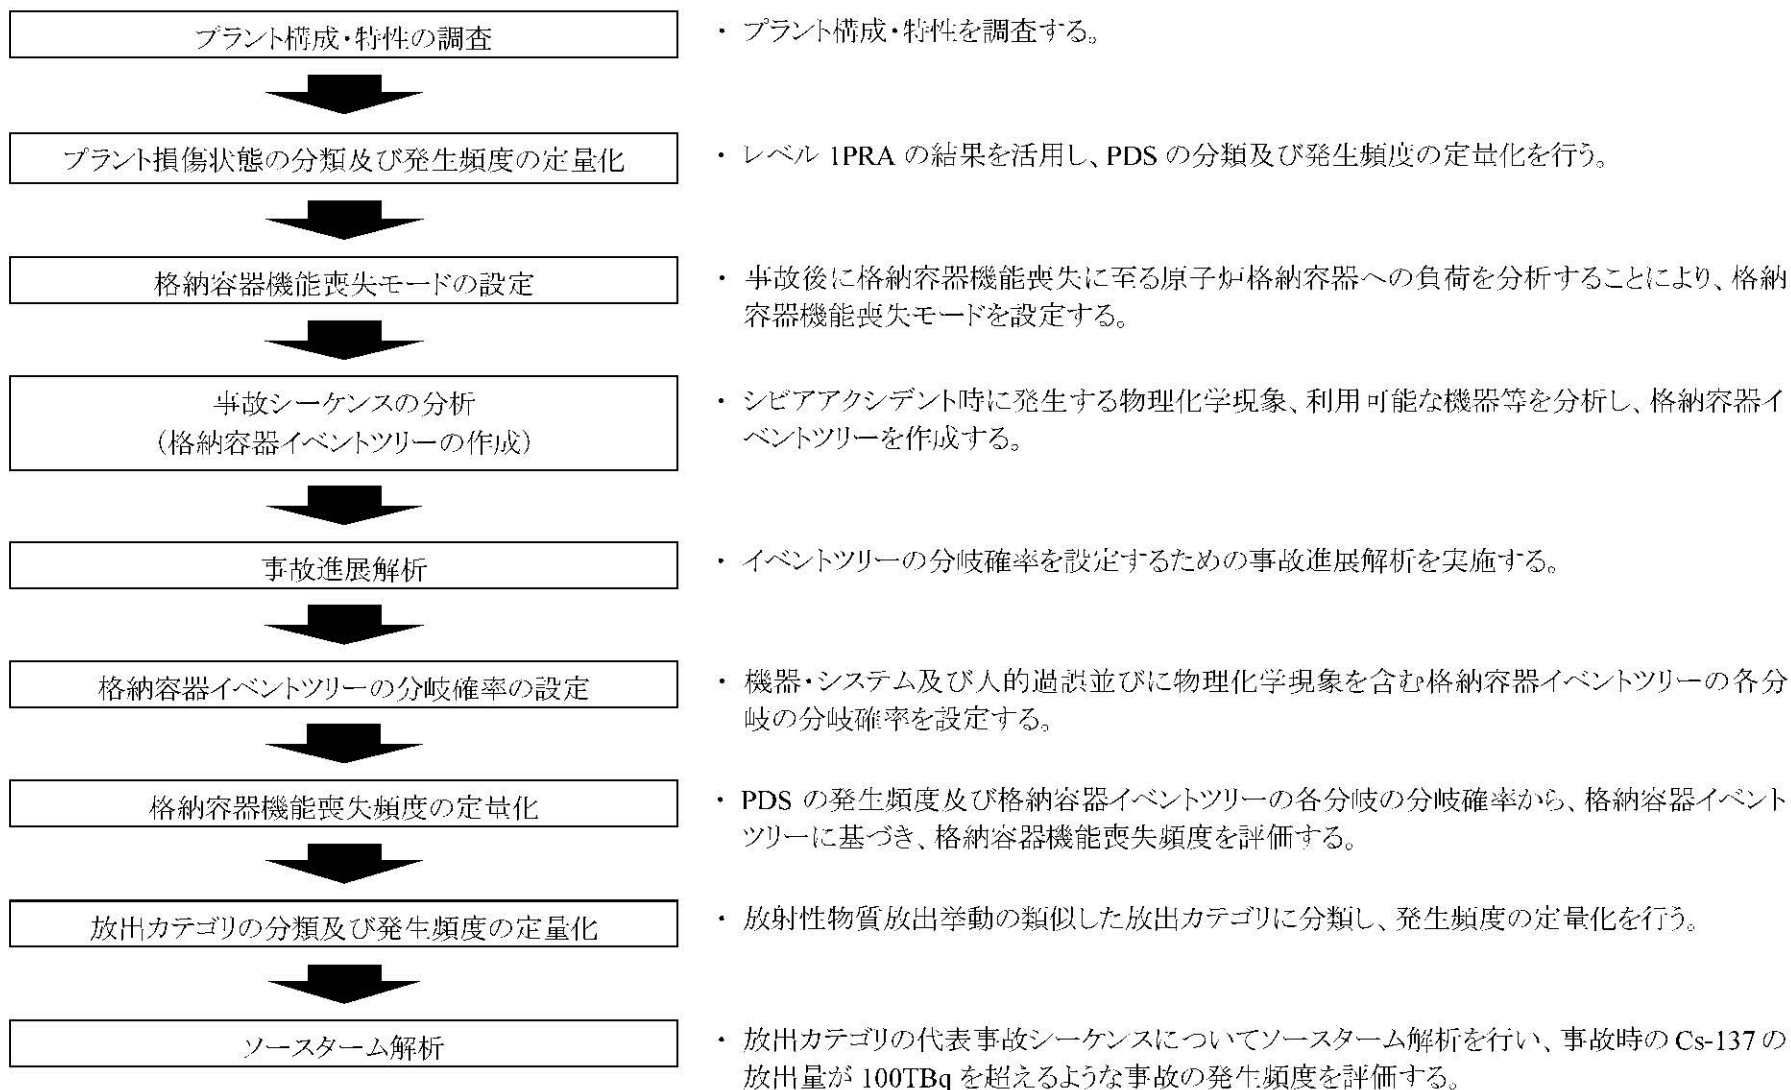 プラント構成・特性の調査
・ プラント構成・特性を調査する。
プラント損傷状態の分類及び発生頻度の定量化
・ レベル 1PRA の結果を活用し、PDS の分類及び発生頻度の定量化を行う。
格納容器機能喪失モードの設定
・ 事故後に格納容器機能喪失に至る原子炉格納容器への負荷を分析することにより、格納
容器機能喪失モードを設定する。
事故シーケンスの分析
(格納容器イベントツリーの作成)
・ シビアアクシデント時に発生する物理化学現象、利用可能な機器等を分析し、格納容器イ
ベントツリーを作成する。
事故進展解析
・ イベントツリーの分岐確率を設定するための事故進展解析を実施する。
格納容器イベントツリーの分岐確率の設定
・ 機器・システム及び人的過誤並びに物理化学現象を含む格納容器イベントツリーの各分
岐の分岐確率を設定する。
格納容器機能喪失頻度の定量化
・ PDS の発生頻度及び格納容器イベントツリーの各分岐の分岐確率から、格納容器イベント
ツリーに基づき、格納容器機能喪失頻度を評価する。
放出カテゴリの分類及び発生頻度の定量化
・ 放射性物質放出挙動の類似した放出カテゴリに分類し、発生頻度の定量化を行う。
ソースターム解析
・ 放出カテゴリの代表事故シーケンスについてソースターム解析を行い、事故時の Cs-137 の
放出量が 100TBq を超えるような事故の発生頻度を評価する。